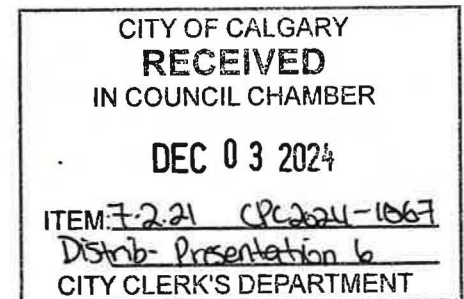 CITY OF CALGARY
RECEIVED
IN COUNCIL CHAMBER
DEC 03 2024
ITEM: 7.2.21 CPC2024-1067
Distrib- Presentation 6
CITY CLERK'S DEPARTMENT